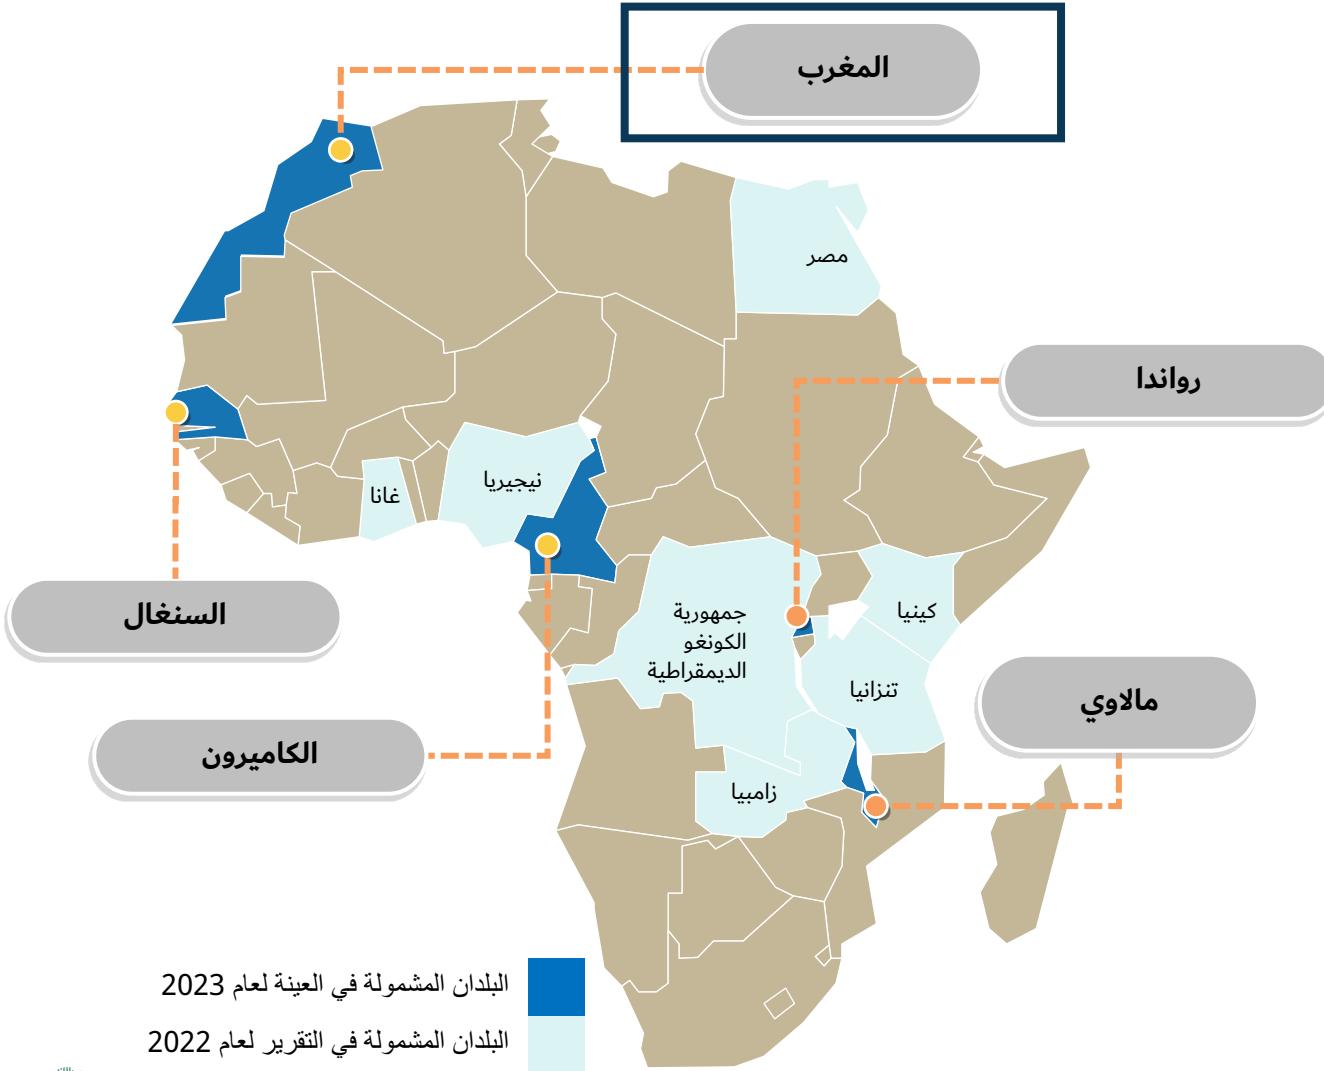 المغرب
مصر
رواندا
نيجيريا
غانا
السنغال
جمهورية
الكونغو
الديمقراطية
كينيا
تنزانيا
مالاوي
الكاميرون
زامبيا
البلدان المشمولة في العينة لعام 2023
البلدان المشمولة في التقرير لعام 2022